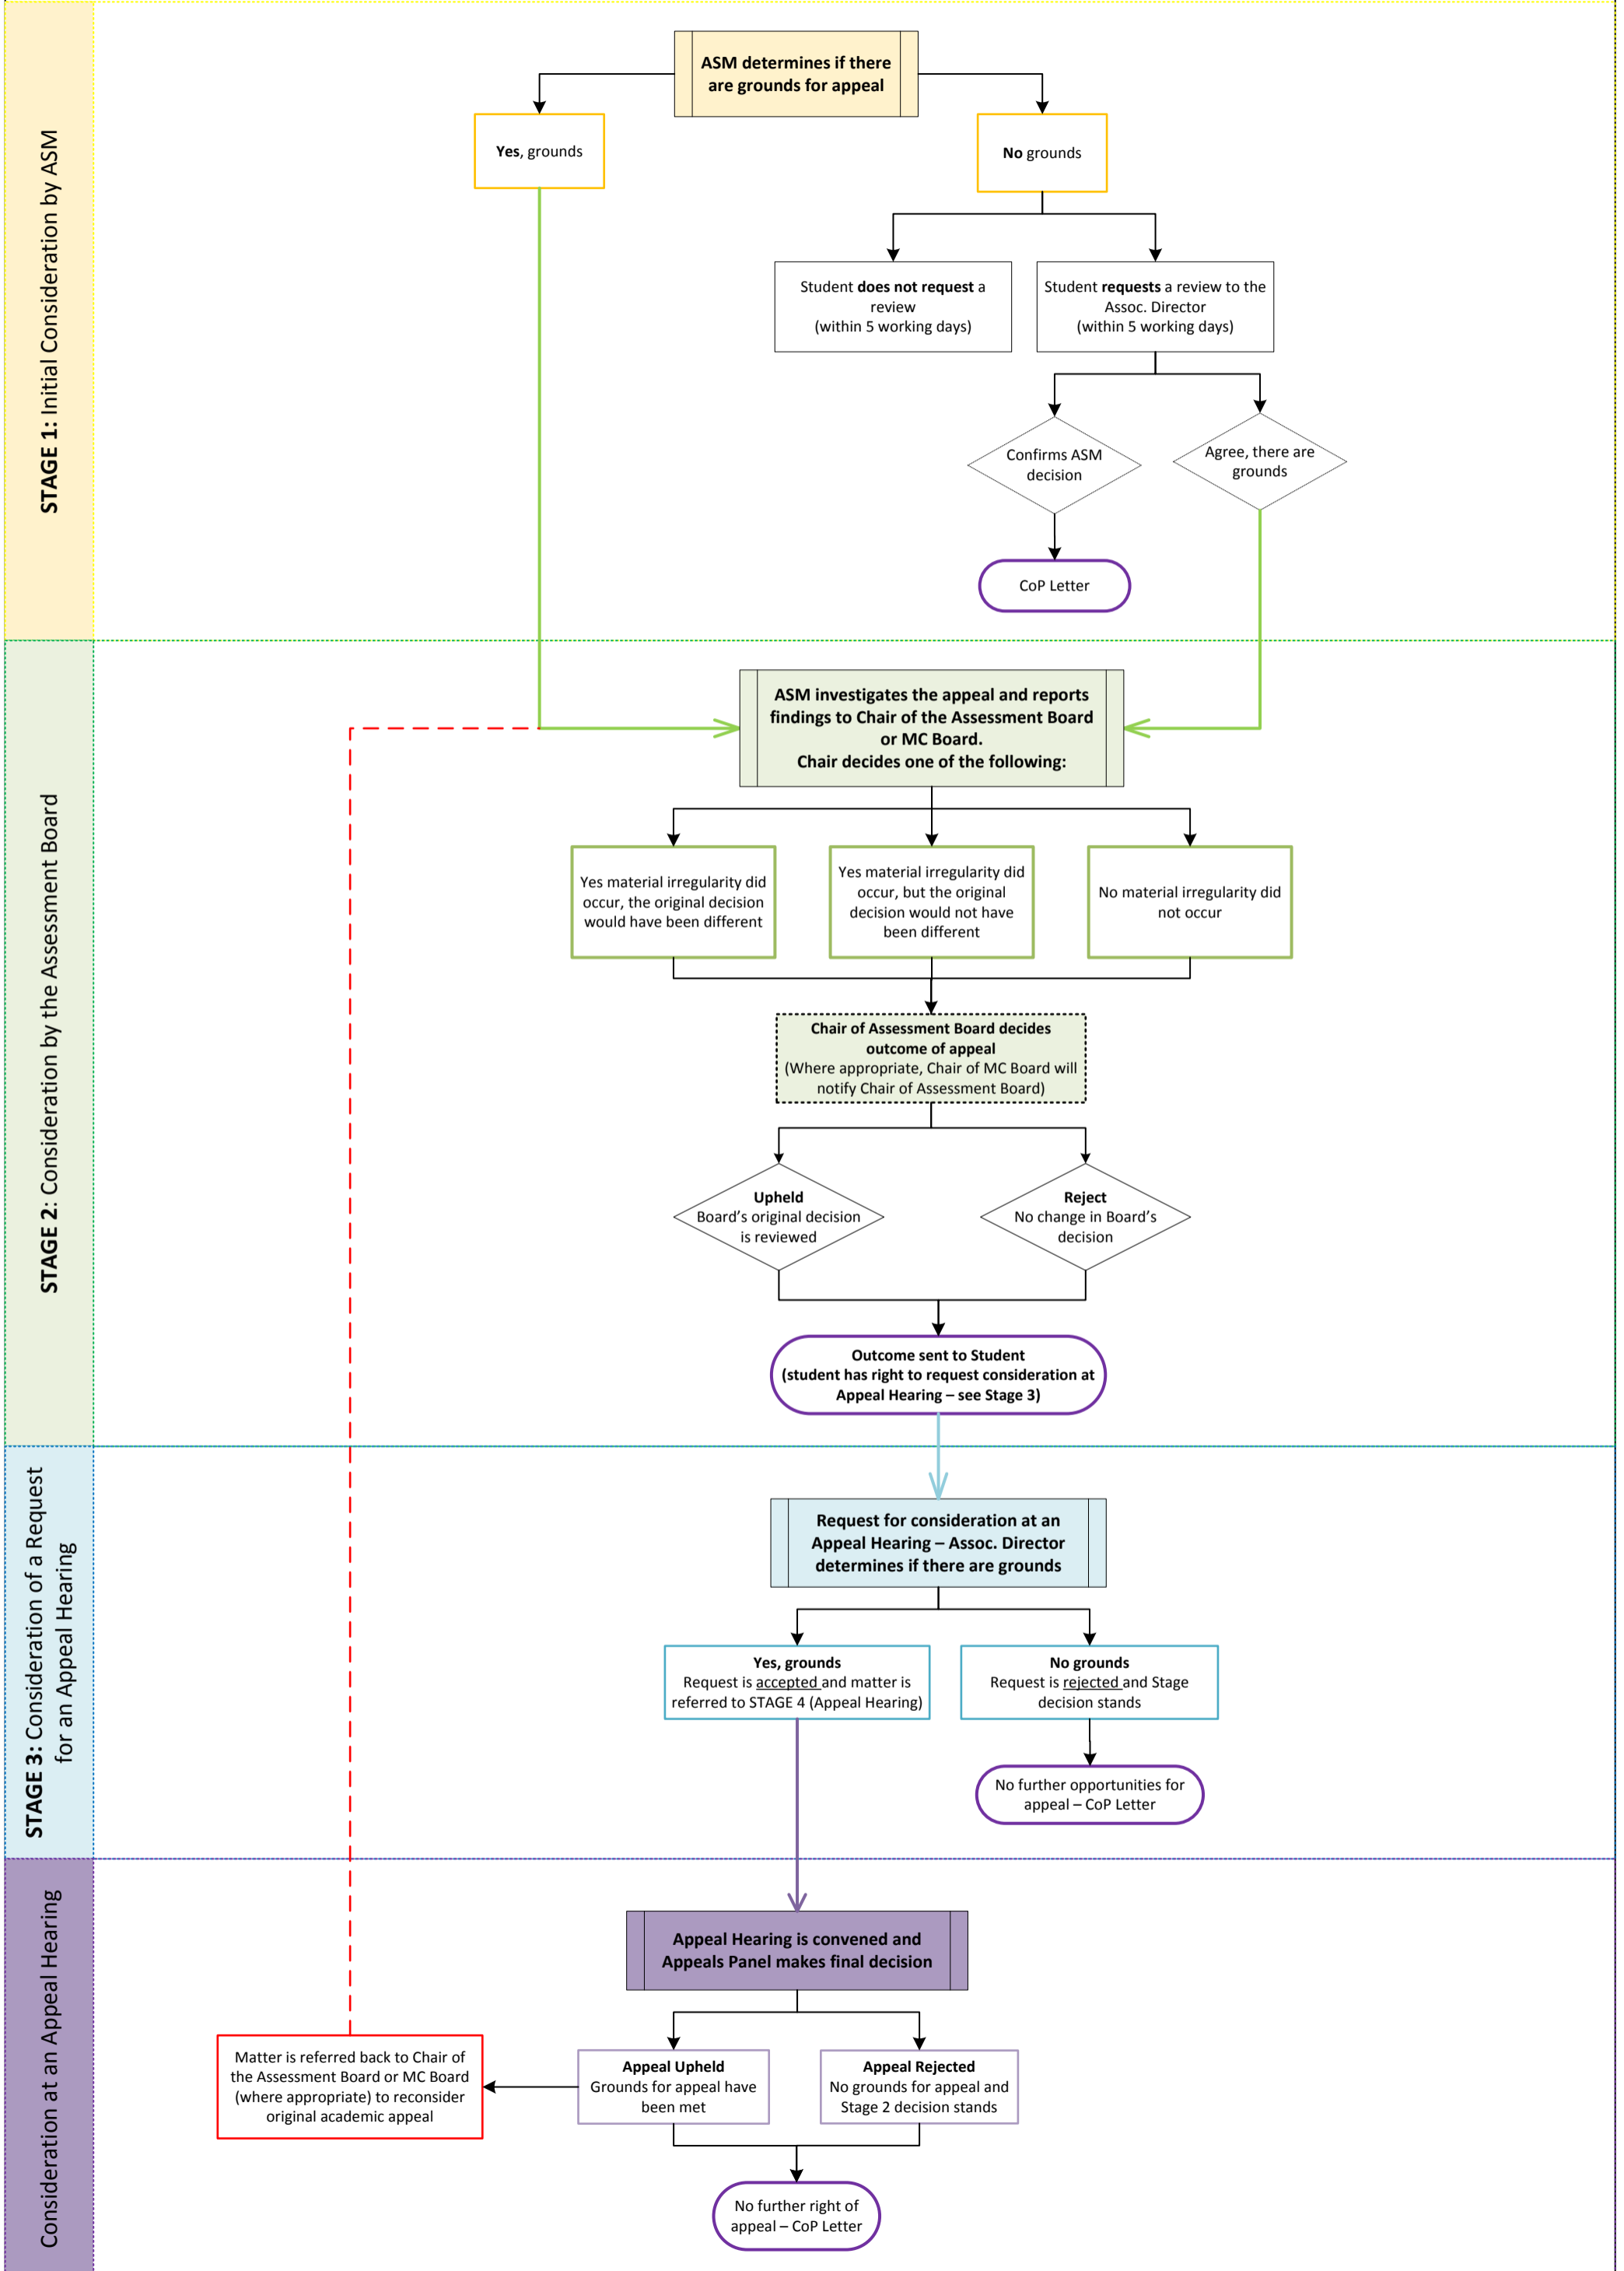 STAGE 1: Initial Consideration by ASM
ASM determines if there
are grounds for appeal
Yes, grounds
No grounds
Student does not request a
review
(within 5 working days)
Student requests a review to the
Assoc. Director
(within 5 working days)
Confirms ASM
decision
Agree, there are
grounds
CoP Letter
STAGE 2: Consideration by the Assessment Board
ASM investigates the appeal and reports
findings to Chair of the Assessment Board
or MC Board.
Chair decides one of the following:
Yes material irregularity did
occur, the original decision
would have been different
Yes material irregularity did
occur, but the original
decision would not have
been different
No material irregularity did
not occur
Chair of Assessment Board decides
outcome of appeal
(Where appropriate, Chair of MC Board will
notify Chair of Assessment Board)
Upheld
Board’s original decision
is reviewed
Reject
No change in Board’s
decision
Outcome sent to Student
(student has right to request consideration at
Appeal Hearing – see Stage 3)
STAGE 3: Consideration of a Request
for an Appeal Hearing
Request for consideration at an
Appeal Hearing – Assoc. Director
determines if there are grounds
Yes, grounds
Request is accepted and matter is
referred to STAGE 4 (Appeal Hearing)
No grounds
Request is rejected and Stage
decision stands
No further opportunities for
appeal – CoP Letter
Consideration at an Appeal Hearing
Appeal Hearing is convened and
Appeals Panel makes final decision
Matter is referred back to Chair of
the Assessment Board or MC Board
(where appropriate) to reconsider
original academic appeal
Appeal Upheld
Grounds for appeal have
been met
Appeal Rejected
No grounds for appeal and
Stage 2 decision stands
No further right of
appeal – CoP Letter